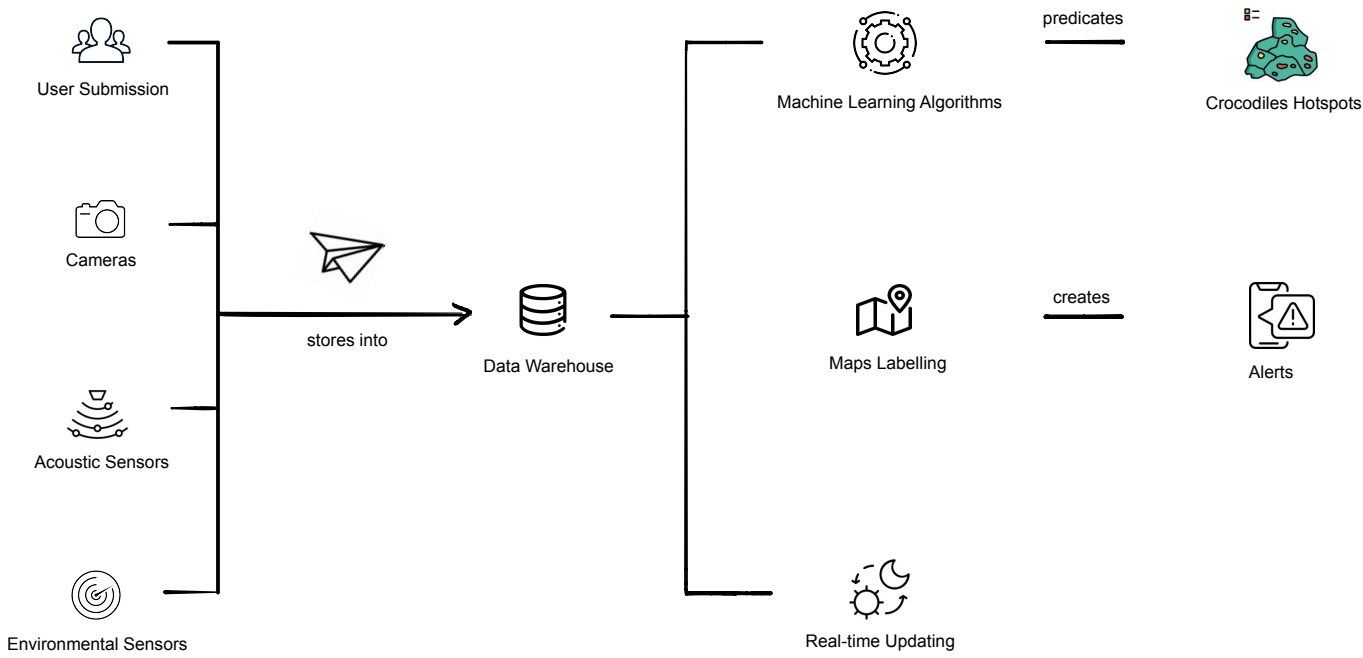 predicates
User Submission
Machine Learning Algorithms
Crocodiles Hotspots
Cameras
creates
stores into
Data Warehouse
Maps Labelling
Alerts
Acoustic Sensors
Environmental Sensors
Real-time Updating